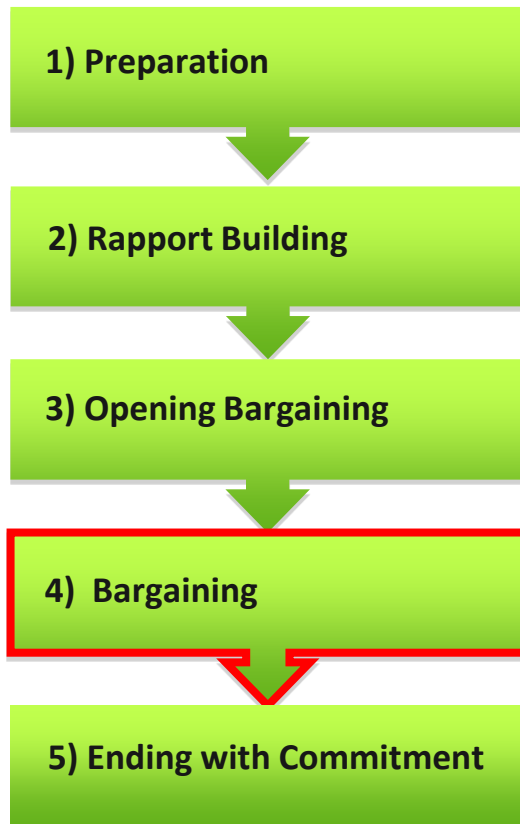 1) Preparation
2) Rapport Building
3) Opening Bargaining
4) Bargaining
5) Ending with Commitment